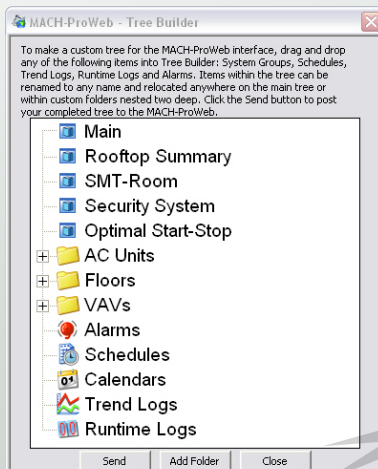 MACH-ProWeb - Tree Builder
To make a custom tree for the MACH-ProWeb interface, drag and drop
any of the following items into Tree Builder: System Groups, Schedules,
Trend Logs, Runtime Logs and Alarms. Items within the tree can be
renamed to any name and relocated anywhere on the main tree or
within custom folders nested two deep. Click the Send button to post
your completed tree to the MACH-ProWeb.
Main
Rooftop Summary
SMT-Room
Security System
Optimal Start-Stop
AC Units
Floors
VAVs
Alarms
Schedules
Calendars
Trend Logs
Runtime Logs
Send Add Folder Close